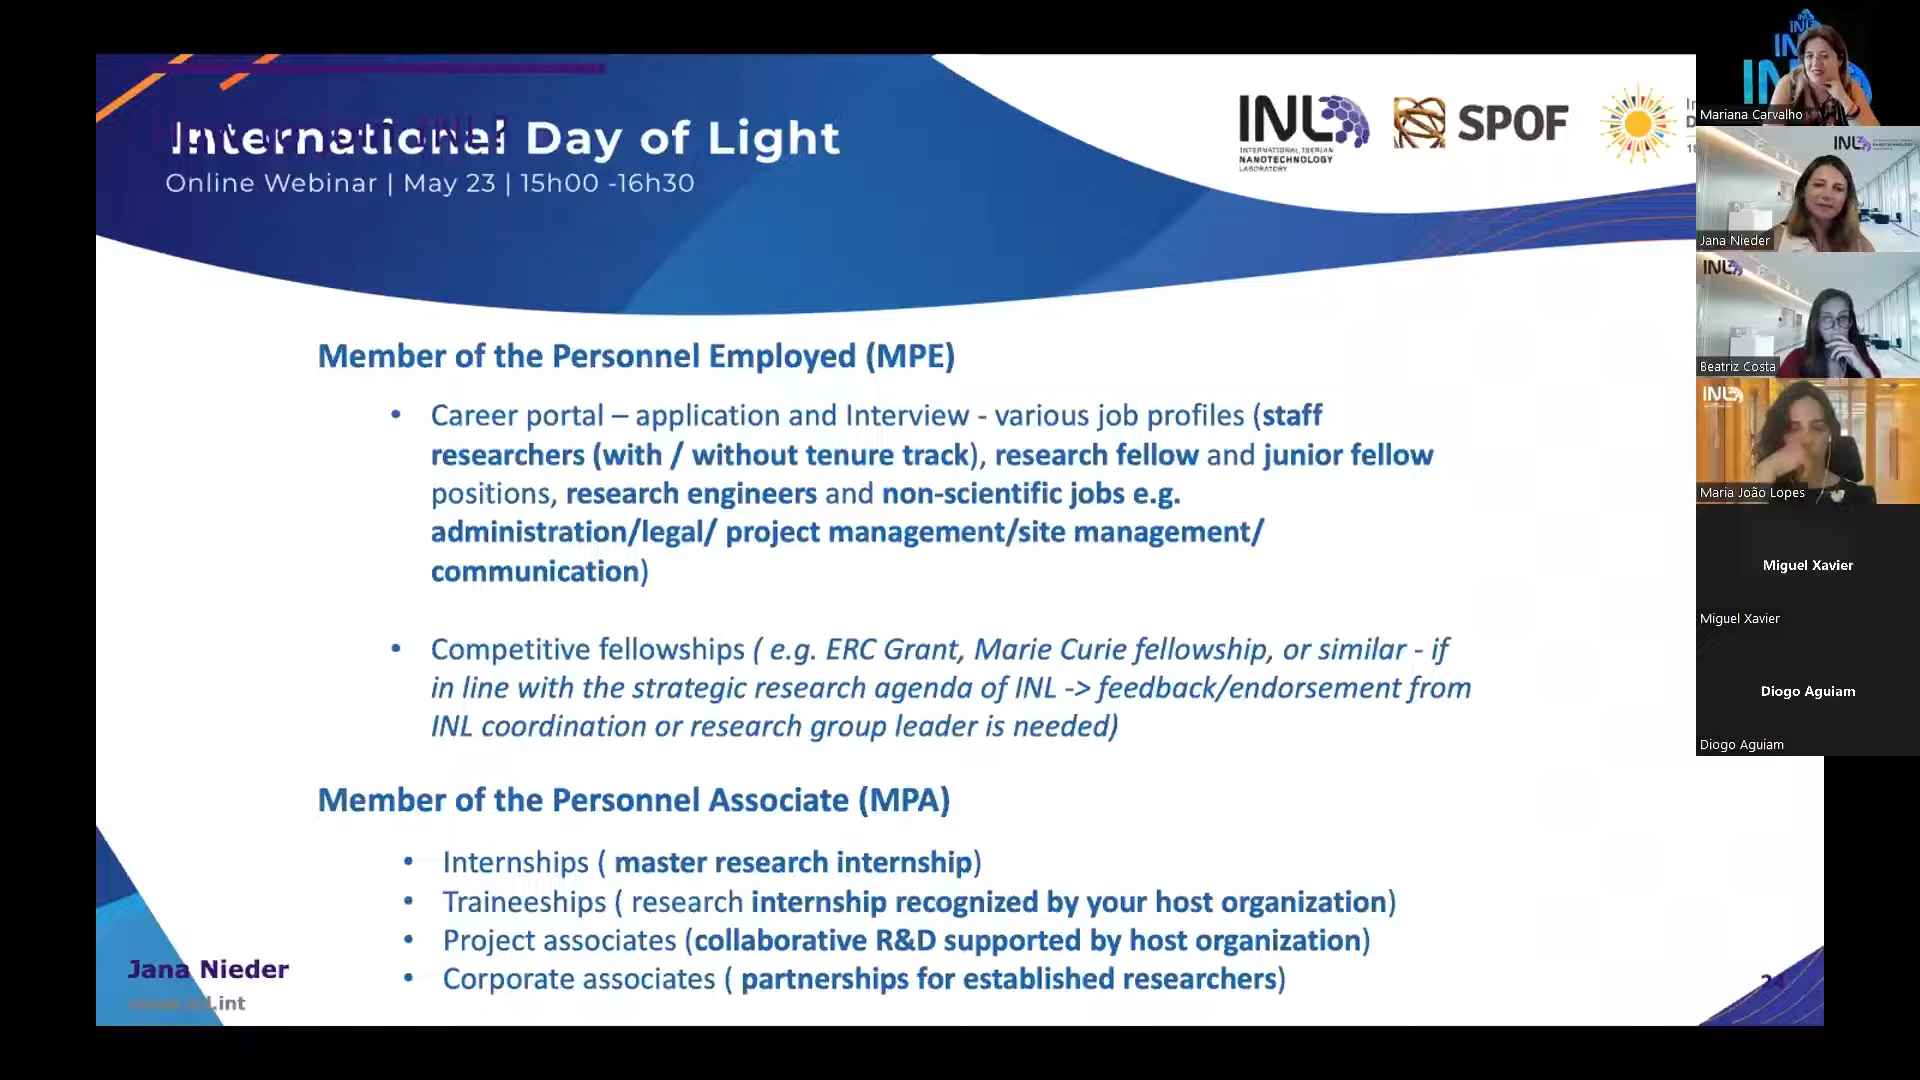 International Day of Light
Online Webinar | May 23 | 15h00 -16h30
INL
INTERNATIONAL IBERIAN
NANOTECHNOLOGY
LABORATORY
SPOF
Member of the Personnel Employed (MPE)
• Career portal – application and Interview - various job profiles (staff
researchers (with / without tenure track), research fellow and junior fellow
positions, research engineers and non-scientific jobs e.g.
administration/legal/ project management/site management/
communication)
• Competitive fellowships ( e.g. ERC Grant, Marie Curie fellowship, or similar - if
in line with the strategic research agenda of INL -> feedback/endorsement from
INL coordination or research group leader is needed)
Member of the Personnel Associate (MPA)
• Internships ( master research internship)
• Traineeships ( research internship recognized by your host organization)
• Project associates (collaborative R&D supported by host organization)
• Corporate associates ( partnerships for established researchers)
Jana Nieder
Mariana Carvalho
INL
Jana Nieder
INL
Beatriz Costa
INL
Maria João Lopes
Miguel Xavier
Miguel Xavier
Diogo Aguiam
Diogo Aguiam